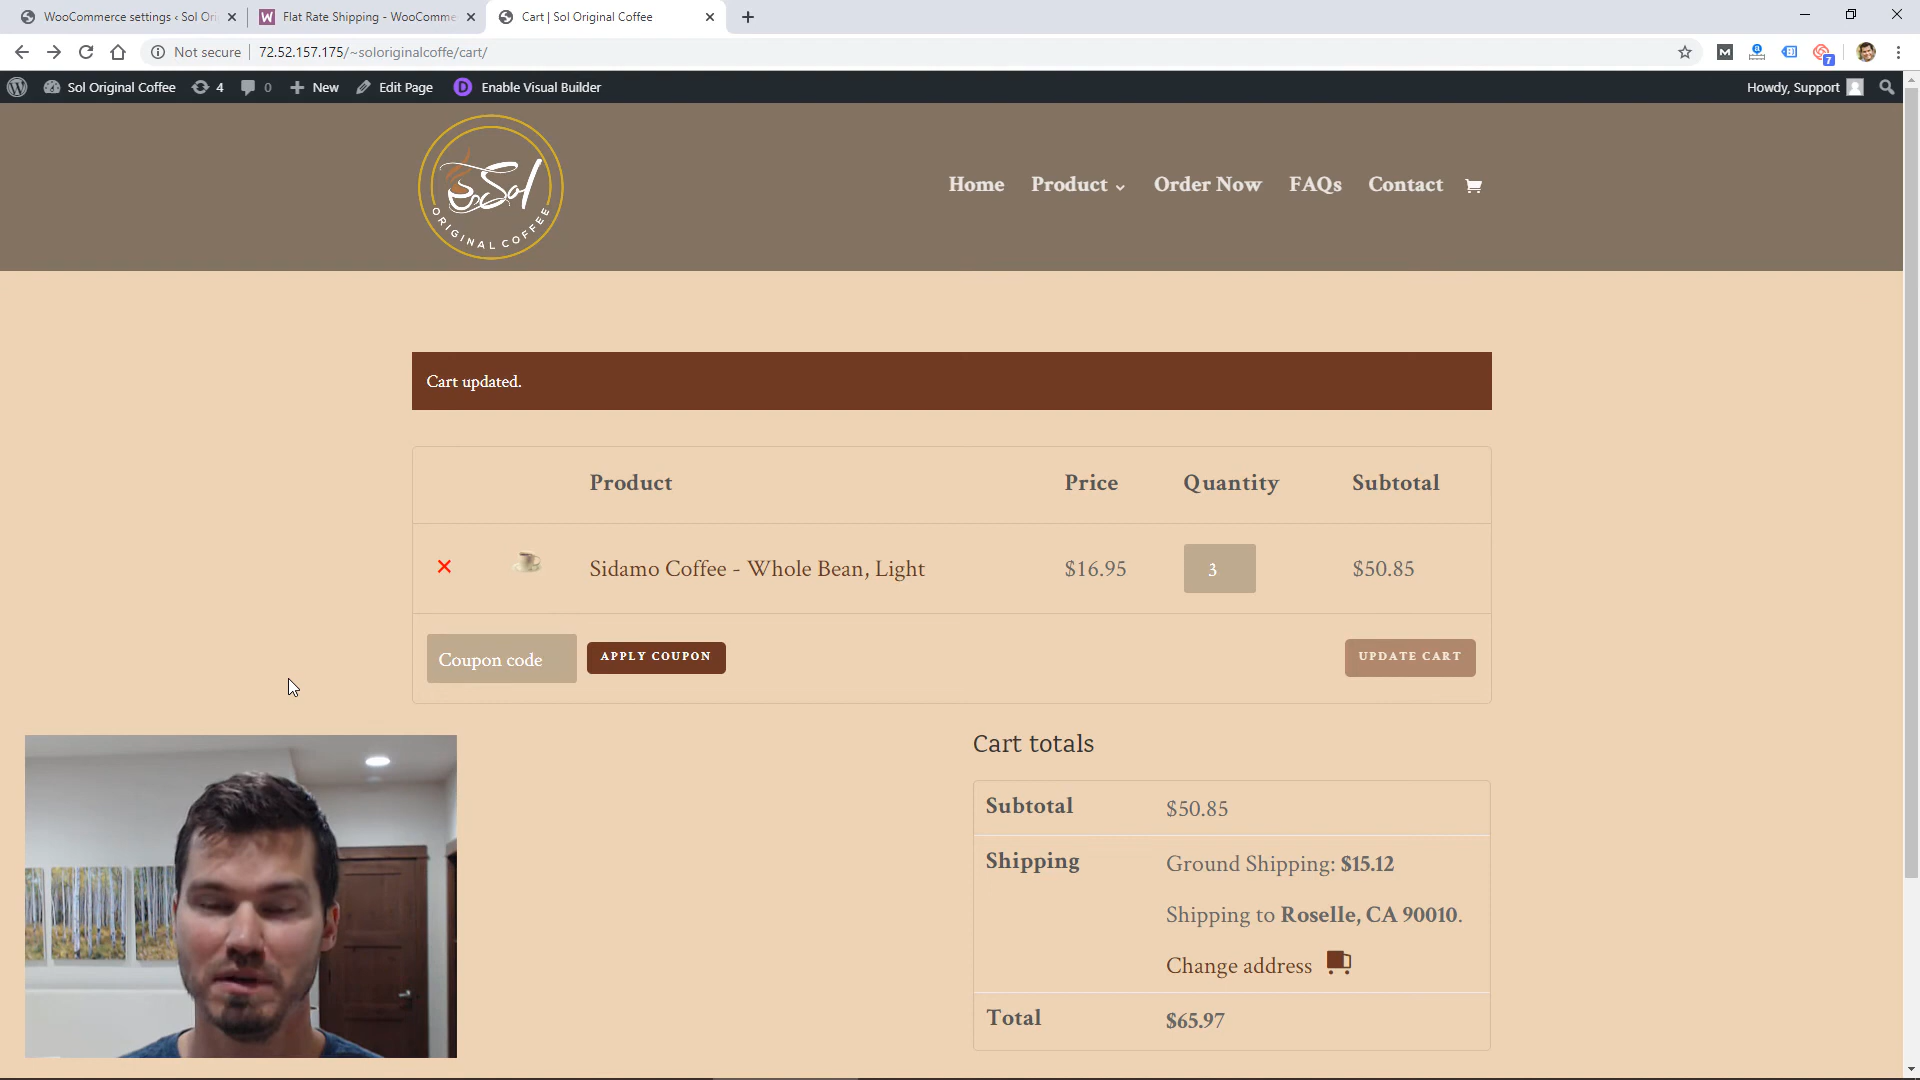 WooCommerce settings ‹ Sol Ori
Flat Rate Shipping - WooComme
Cart | Sol Original Coffee
Not secure
72.52.157.175/~soloriginalcoffe/cart/
7
Sol Original Coffee
4
0
New
Edit Page
D
Enable Visual Builder
Howdy, Support
Sol
ORIGINAL COFFEE
Home
Product
Order Now
FAQs
Contact
Cart updated.
Product
Price
Quantity
Subtotal
Sidamo Coffee - Whole Bean, Light
$16.95
3
$50.85
Coupon code
APPLY COUPON
UPDATE CART
Cart totals
Subtotal
$50.85
Shipping
Ground Shipping: $15.12
Shipping to Roselle, CA 90010.
Change address
Total
$65.97